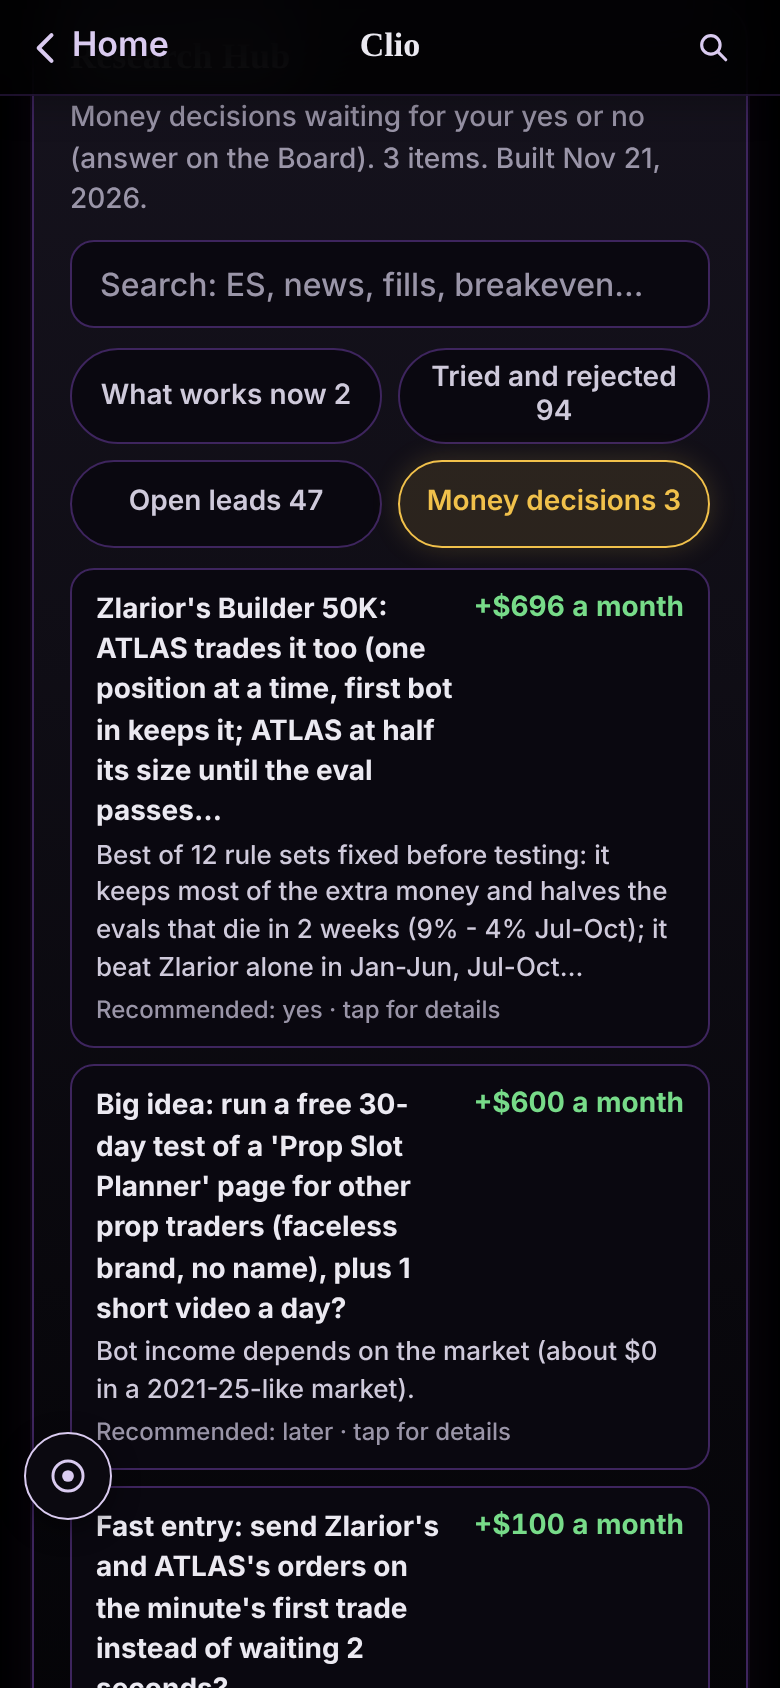 Home
Clio
Research Hub
Money decisions waiting for your yes or no
(answer on the Board). 3 items. Built Nov 21,
2026.
Search: ES, news, fills, breakeven...
What works now 2
Tried and rejected
94
Open leads 47
Money decisions 3
Zlarior's Builder 50K:
ATLAS trades it too (one
position at a time, first bot
in keeps it; ATLAS at half
its size until the eval
passes...
+$696 a month
Best of 12 rule sets fixed before testing: it
keeps most of the extra money and halves the
evals that die in 2 weeks (9% - 4% Jul-Oct); it
beat Zlarior alone in Jan-Jun, Jul-Oct...
Recommended: yes · tap for details
Big idea: run a free 30-
day test of a 'Prop Slot
Planner' page for other
prop traders (faceless
brand, no name), plus 1
short video a day?
+$600 a month
Bot income depends on the market (about $0
in a 2021-25-like market).
Recommended: later · tap for details
Fast entry: send Zlarior's
and ATLAS's orders on
the minute's first trade
instead of waiting 2
seconds?
+$100 a month